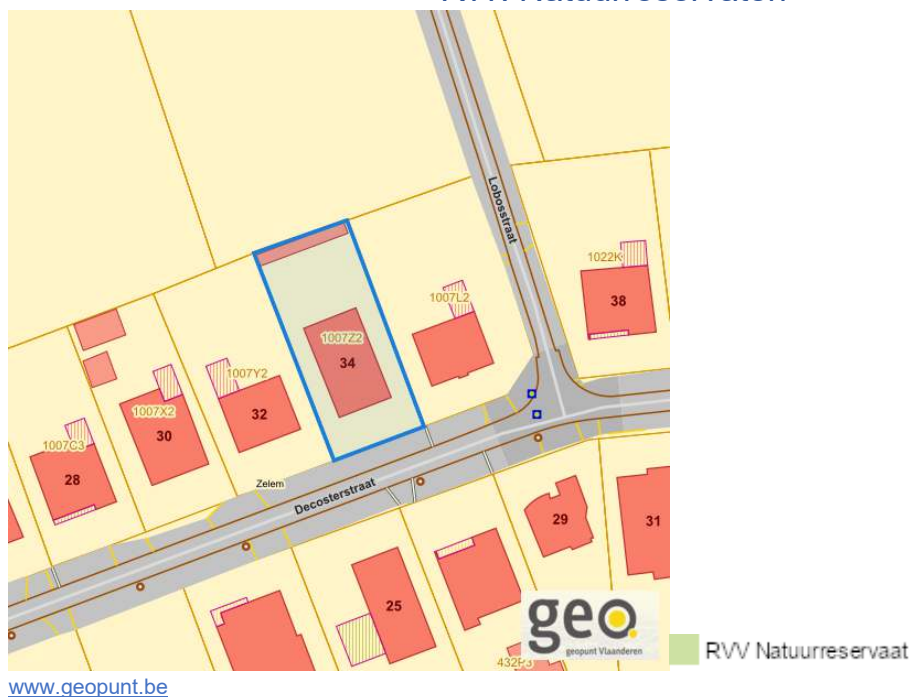 RVV Natuurreservaten
Lobosstraat
1022K
38
1007L2
1007Z2
34
1007Y2
32
1007X2
30
1007C3
28
Zelem
Decosterstraat
29
31
25
432P3
geo.
geopunt Vlaanderen
RVV Natuurreservaat
www.geopunt.be